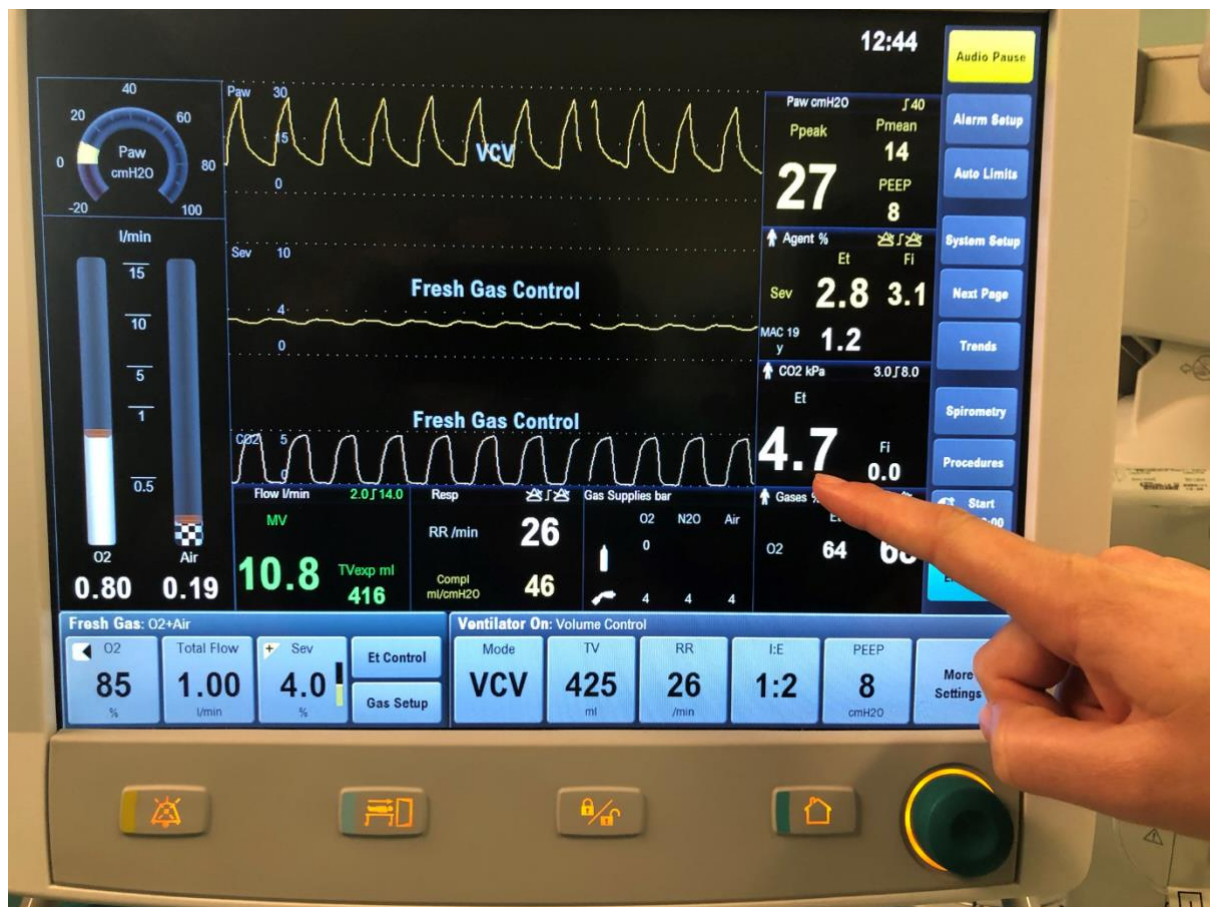 12:44
Audio Pause
Alarm Setup
Auto Limits
System Setup
Next Page
Trends
Spirometry
Procedures
Start
40
20 60
0 Paw 80
cmH2O
-20 100
l/min
15
10
5
1
0.5
O2 Air
0.80 0.19
Paw 30
15
VCV
0
Sev 10
Fresh Gas Control
4
0
Fresh Gas Control
CO2 5
0
Paw cmH2O 40
Ppeak Pmean
27 14
PEEP
8
Agent %
Et Fi
Sev 2.8 3.1
MAC 19 1.2
y
CO2 kPa 3.0 8.0
Et
4.7 Fi
0.0
Flow l/min 2.0 14.0
MV
10.8 TVexp ml
416
Resp
RR /min 26
Compl 46
ml/cmH2O
Gas Supplies bar
O2 N2O Air
0
4 4 4
Gases
O2 64
Fresh Gas: O2+Air
O2 Total Flow Sev
85 1.00 4.0
% l/min %
Et Control
Gas Setup
Ventilator On: Volume Control
Mode TV RR I:E PEEP
VCV 425 26 1:2 8
ml /min cmH2O
More
Settings